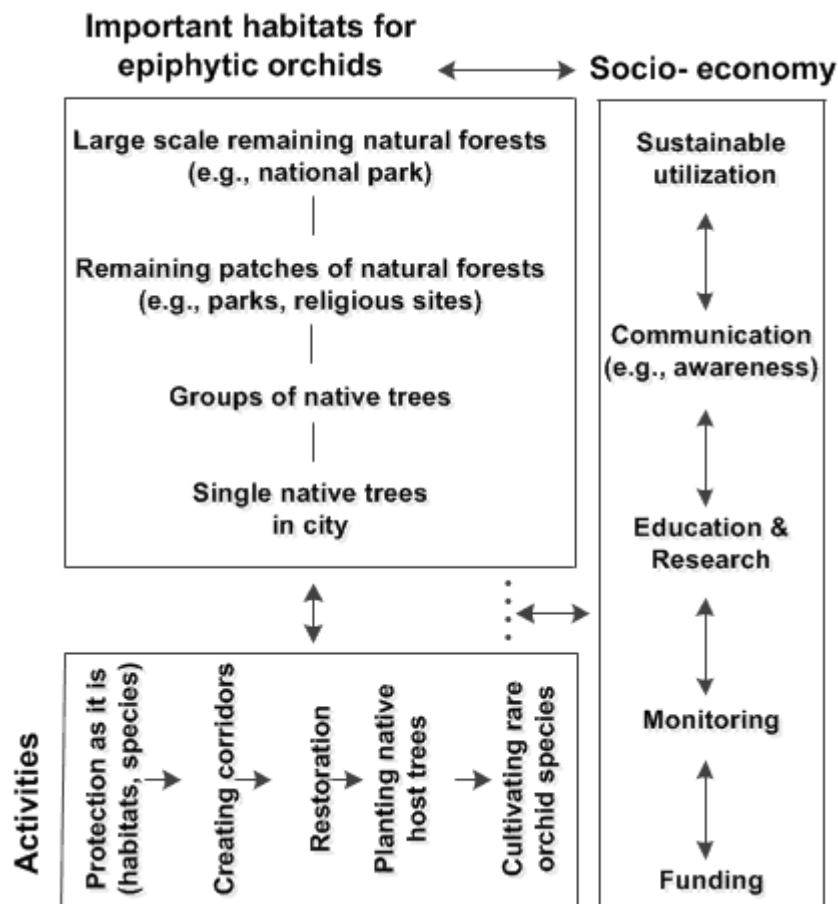 Important habitats for
epiphytic orchids
Socio- economy
Large scale remaining natural forests
(e.g., national park)
Remaining patches of natural forests
(e.g., parks, religious sites)
Groups of native trees
Single native trees
in city
Sustainable
utilization
Communication
(e.g., awareness)
Education &
Research
Monitoring
Funding
Activities
Protection as it is
(habitats, species)
Creating corridors
Restoration
Planting native
host trees
Cultivating rare
orchid species